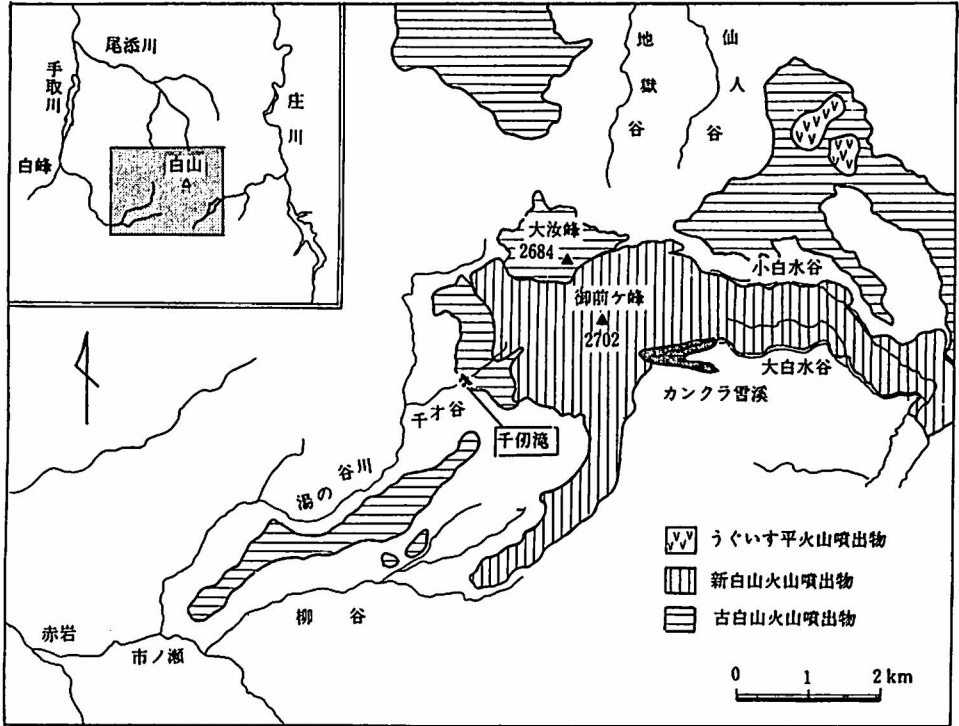 尾添川
手取川
庄川
白峰
白山
地獄谷
仙人谷
大汝峰
2684
小白水谷
御前ケ峰
2702
大白水谷
カンクラ雪渓
千才谷
千仞滝
湯の谷川
うぐいす平火山噴出物
新白山火山噴出物
古白山火山噴出物
柳谷
赤岩
市ノ瀬
0 1 2 km